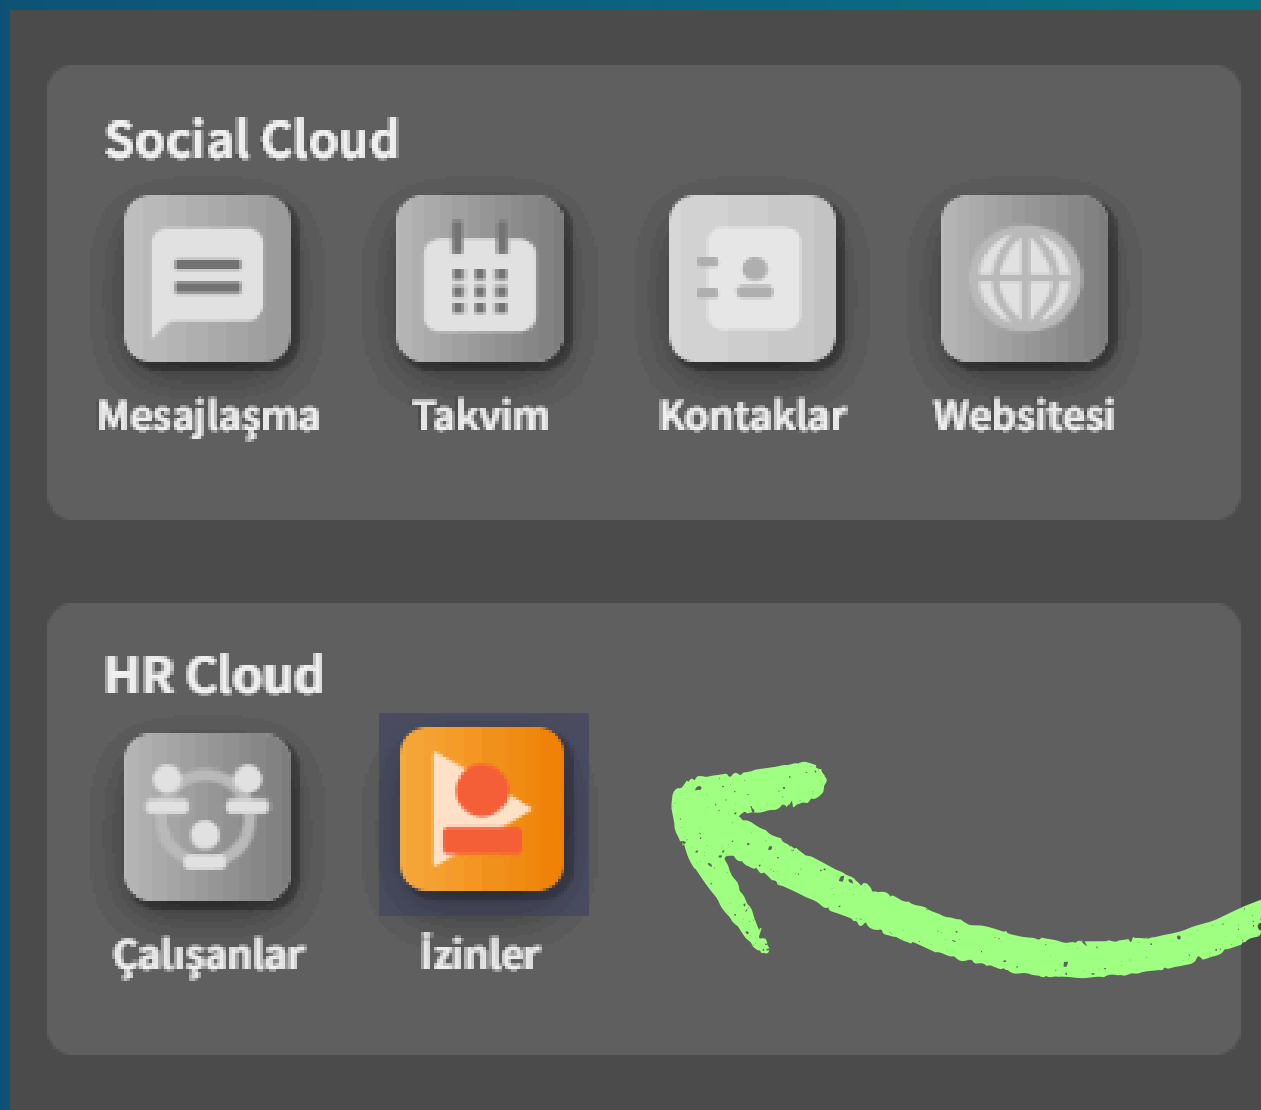 Social Cloud
Mesajlaşma Takvim Kontaklar Websitesi
HR Cloud
Çalışanlar İzinler